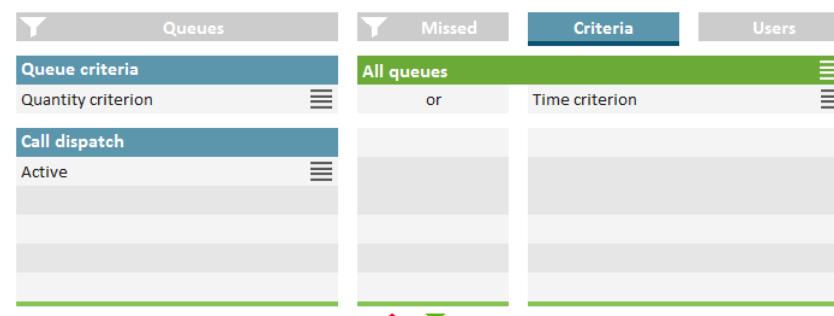 Queues Missed Criteria Users
Queue criteria All queues
Quantity criterion or Time criterion
Call dispatch
Active